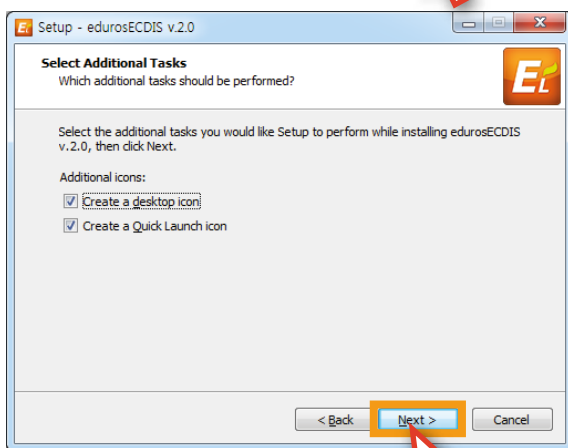 Setup - edurosECDIS v.2.0
Select Additional Tasks
Which additional tasks should be performed?
EL
Select the additional tasks you would like Setup to perform while installing edurosECDIS
v.2.0, then click Next.
Additional icons:
Create a desktop icon
Create a Quick Launch icon
< Back Next > Cancel